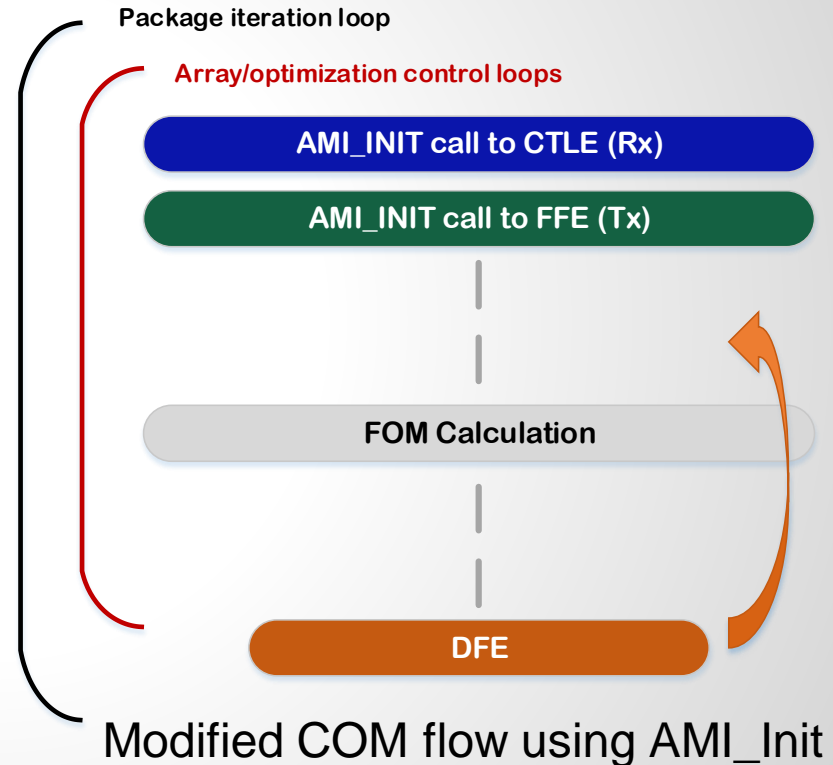 Package iteration loop
Array/optimization control loops
AMI_INIT call to CTLE (Rx)
AMI_INIT call to FFE (Tx)
FOM Calculation
DFE
Modified COM flow using AMI_Init